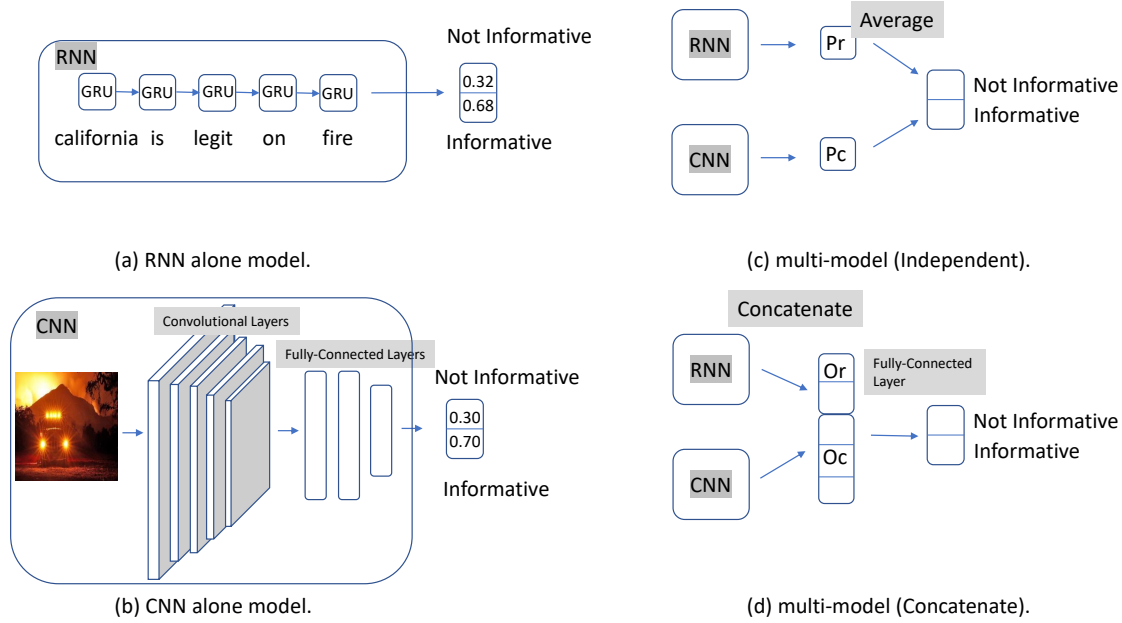 RNN
GRU GRU GRU GRU GRU
california is legit on fire
Not Informative
0.32
0.68
Informative
(a) RNN alone model.
CNN
Convolutional Layers
Fully-Connected Layers
Not Informative
0.30
0.70
Informative
(b) CNN alone model.
Average
RNN
Pr
CNN
Pc
Not Informative
Informative
(c) multi-model (Independent).
Concatenate
RNN
Or
Fully-Connected
Layer
CNN
Oc
Not Informative
Informative
(d) multi-model (Concatenate).